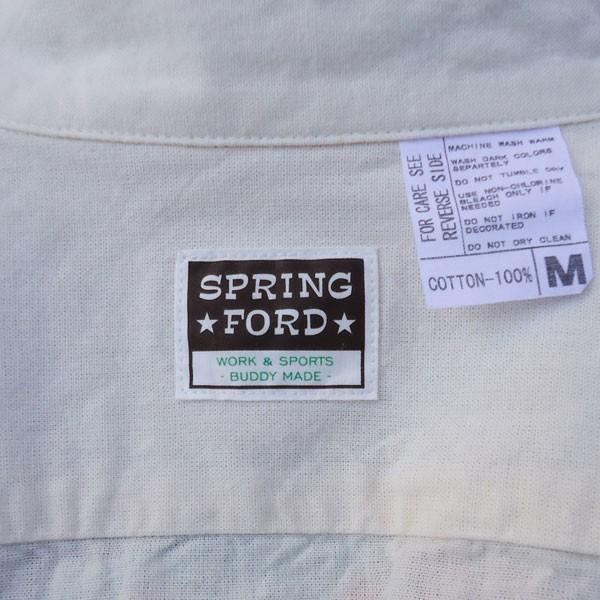 SPRING
★ FORD ★
WORK & SPORTS
- BUDDY MADE -
FOR CARE SEE
REVERSE SIDE
MACHINE WASH WARM
WASH DARK COLORS
SEPARTELY
DO NOT TUMBLE DRY
USE NON-CHLORINE
BLEACH ONLY IF
NEEDED
DO NOT IRON IF
DECORATED
DO NOT DRY CLEAN
COTTON-100%
M